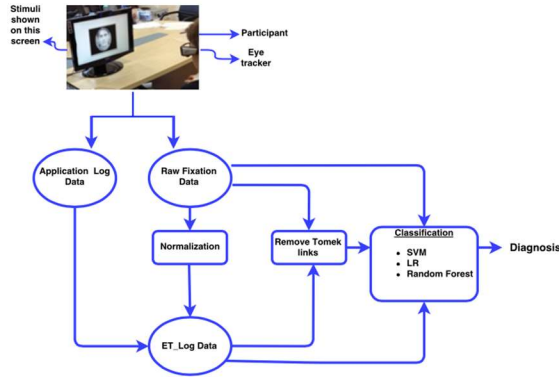 Stimuli
shown
on this
screen
Participant
Eye
tracker
Application Log
Data
Raw Fixation
Data
Normalization
Remove Tomek
links
Classification
• SVM
• LR
• Random Forest
Diagnosis
ET_Log Data